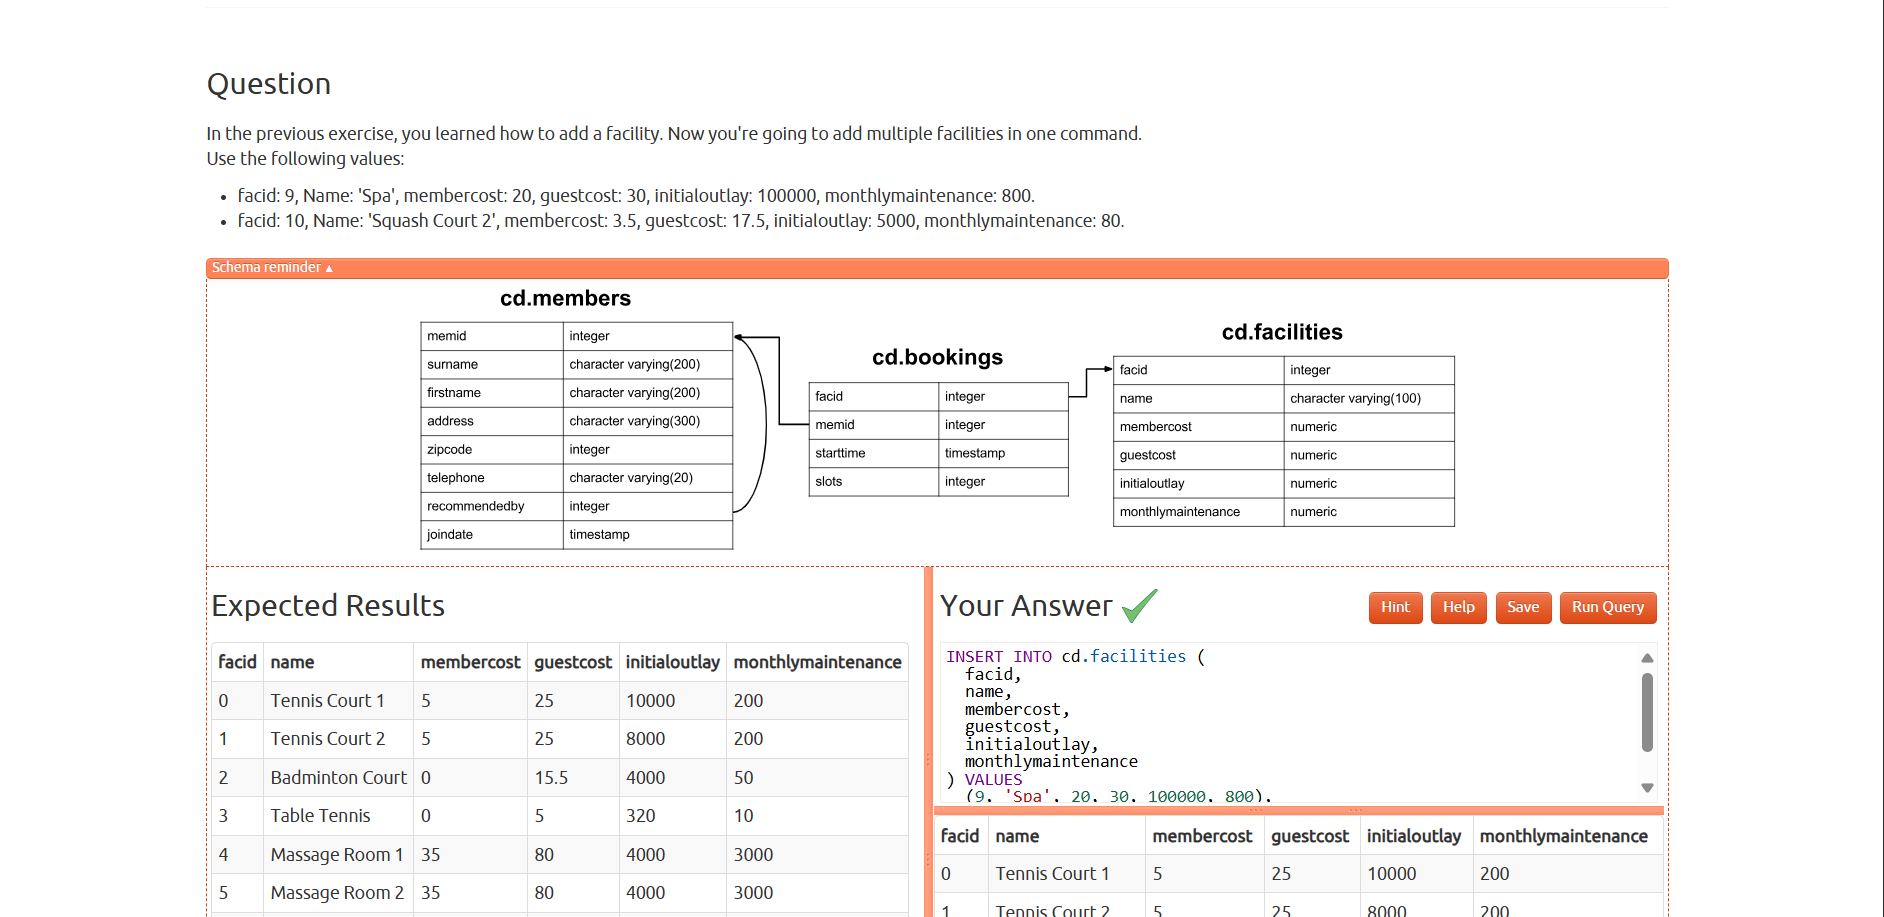 Question
In the previous exercise, you learned how to add a facility. Now you're going to add multiple facilities in one command.
Use the following values:
• facid: 9, Name: 'Spa', membercost: 20, guestcost: 30, initialoutlay: 100000, monthlymaintenance: 800.
• facid: 10, Name: 'Squash Court 2', membercost: 3.5, guestcost: 17.5, initialoutlay: 5000, monthlymaintenance: 80.
Schema reminder ▲
cd.members
memid integer
surname character varying(200)
firstname character varying(200)
address character varying(300)
zipcode integer
telephone character varying(20)
recommendedby integer
joindate timestamp
cd.bookings
facid integer
memid integer
starttime timestamp
slots integer
cd.facilities
facid integer
name character varying(100)
membercost numeric
guestcost numeric
initialoutlay numeric
monthlymaintenance numeric
Expected Results
facid name membercost guestcost initialoutlay monthlymaintenance
0 Tennis Court 1 5 25 10000 200
1 Tennis Court 2 5 25 8000 200
2 Badminton Court 0 15.5 4000 50
3 Table Tennis 0 5 320 10
4 Massage Room 1 35 80 4000 3000
5 Massage Room 2 35 80 4000 3000
Your Answer
Hint Help Save Run Query
INSERT INTO cd.facilities (
facid,
name,
membercost,
guestcost,
initialoutlay,
monthlymaintenance
) VALUES
(9, 'Spa', 20, 30, 100000, 800),
facid name membercost guestcost initialoutlay monthlymaintenance
0 Tennis Court 1 5 25 10000 200
1 Tennis Court 2 5 25 8000 200